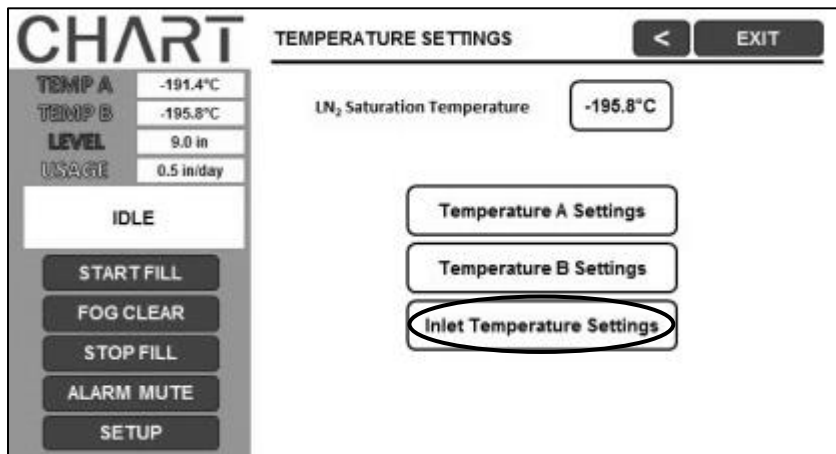 CHART
TEMPERATURE SETTINGS
<
EXIT
TEMP A -191.4°C
TEMP B -195.8°C
LEVEL 9.0 in
USAGE 0.5 in/day
IDLE
START FILL
FOG CLEAR
STOP FILL
ALARM MUTE
SETUP
LN₂ Saturation Temperature -195.8°C
Temperature A Settings
Temperature B Settings
Inlet Temperature Settings